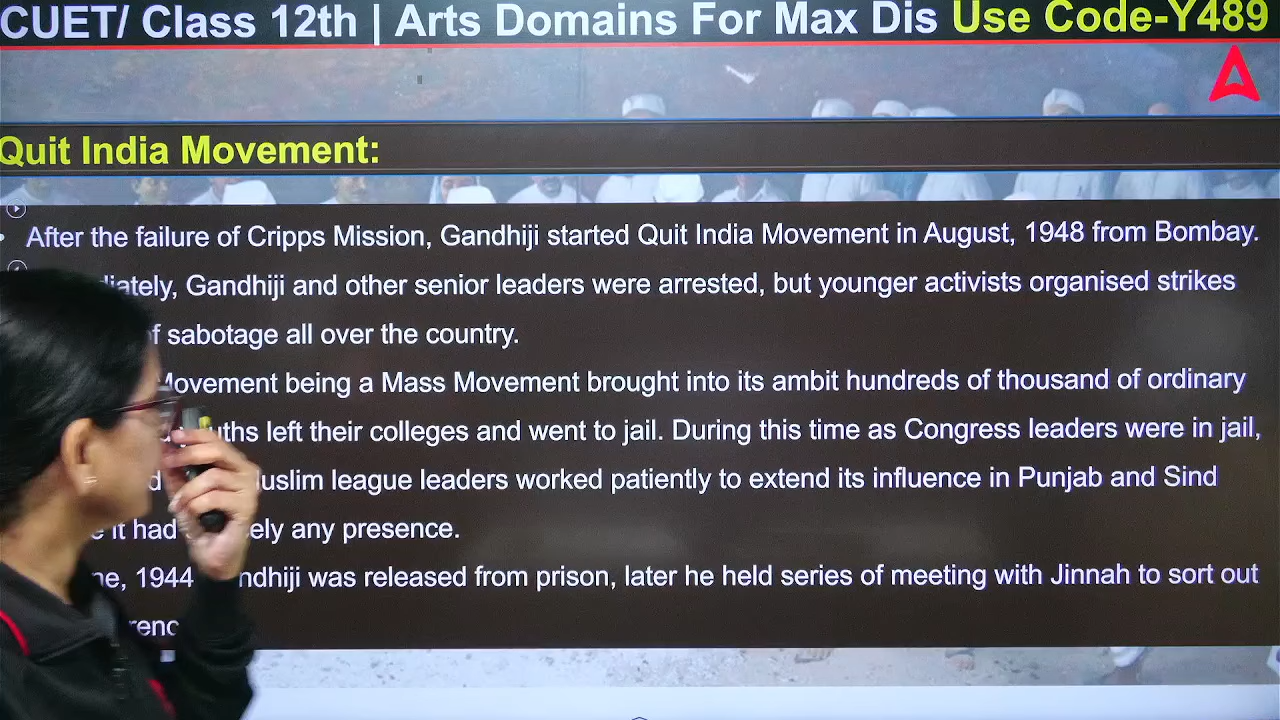 CUET/ Class 12th | Arts Domains For Max Dis Use Code-Y489
Quit India Movement:
After the failure of Cripps Mission, Gandhiji started Quit India Movement in August, 1948 from Bombay.
diately, Gandhiji and other senior leaders were arrested, but younger activists organised strikes
of sabotage all over the country.
Movement being a Mass Movement brought into its ambit hundreds of thousand of ordinary
uths left their colleges and went to jail. During this time as Congress leaders were in jail,
uslim league leaders worked patiently to extend its influence in Punjab and Sind
it had ely any presence.
ne, 1944 ndhiji was released from prison, later he held series of meeting with Jinnah to sort out
renc